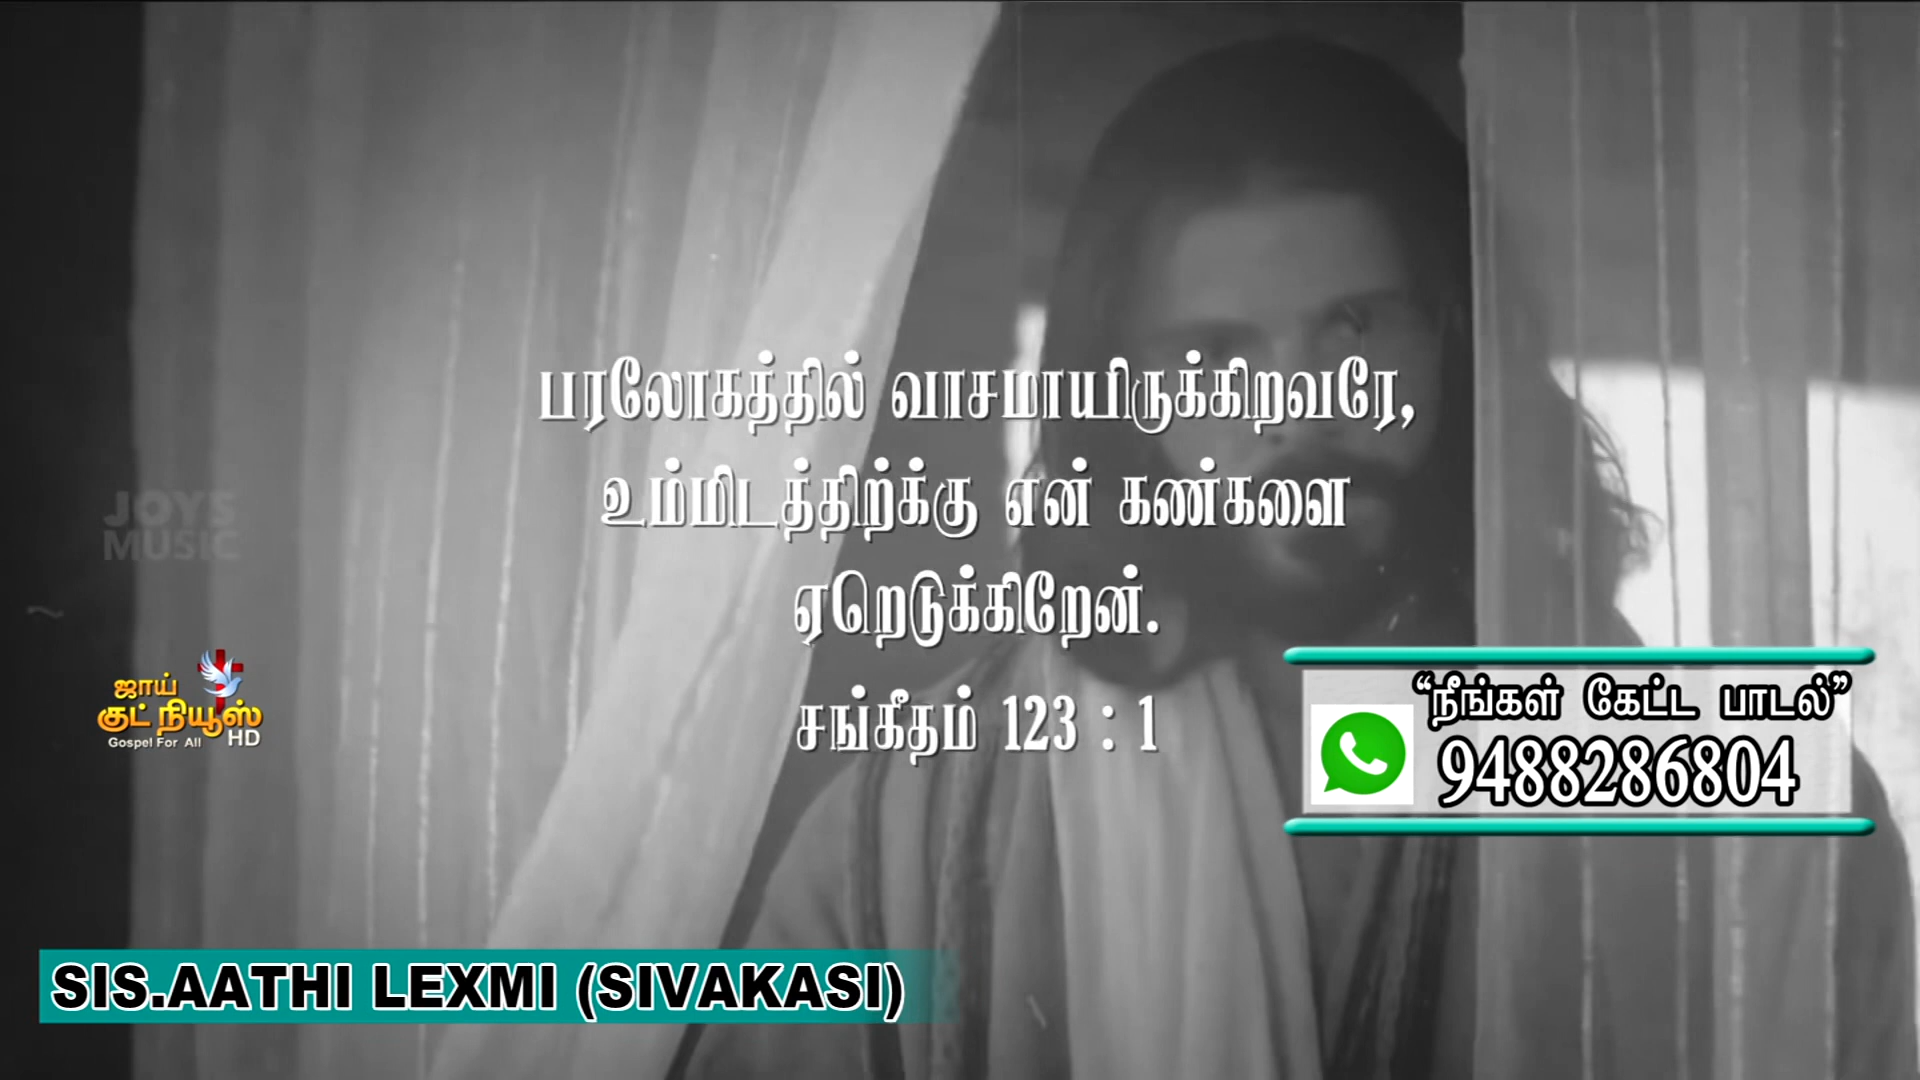 பரலோகத்தில் வாசமாயிருக்கிறவரே,
உம்மிடத்திற்க்கு என் கண்களை
ஏறெடுக்கிறேன்.
சங்கீதம் 123 : 1
JOYS
MUSIC
ஜாய்
குட் நியூஸ்
Gospel For All HD
“நீங்கள் கேட்ட பாடல்”
9488286804
SIS.AATHI LEXMI (SIVAKASI)